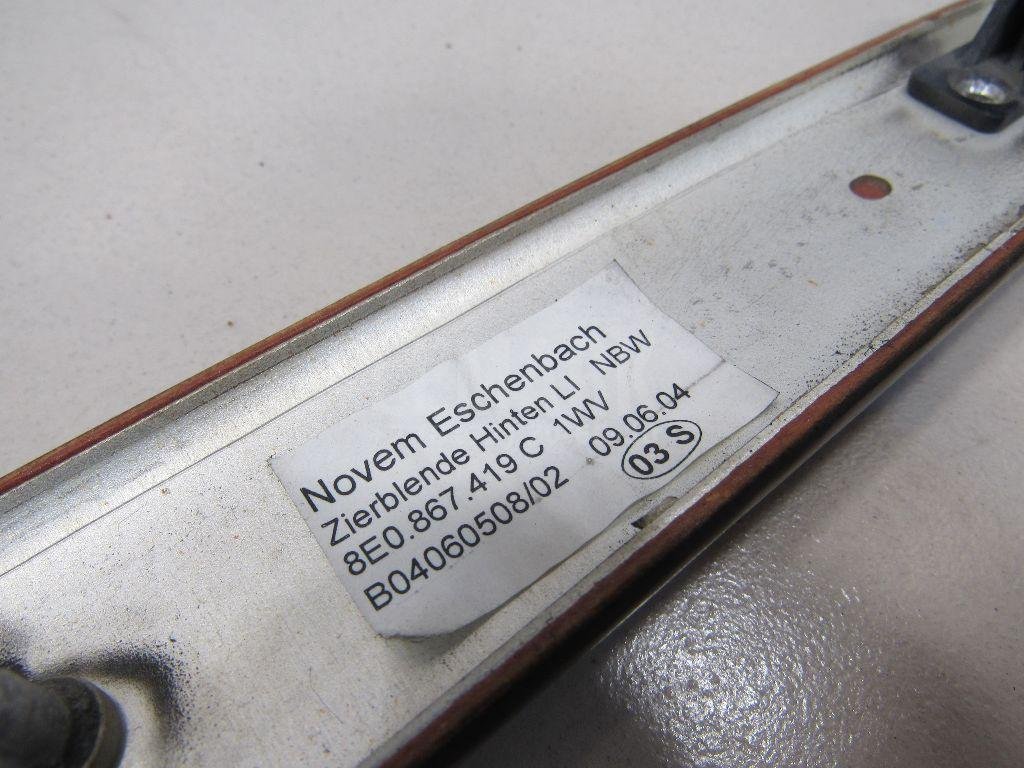 Novem Eschenbach
Zierblende Hinten LI NBW
8E0.867.419 C 1WV
B04060508/02 09.06.04
03 S